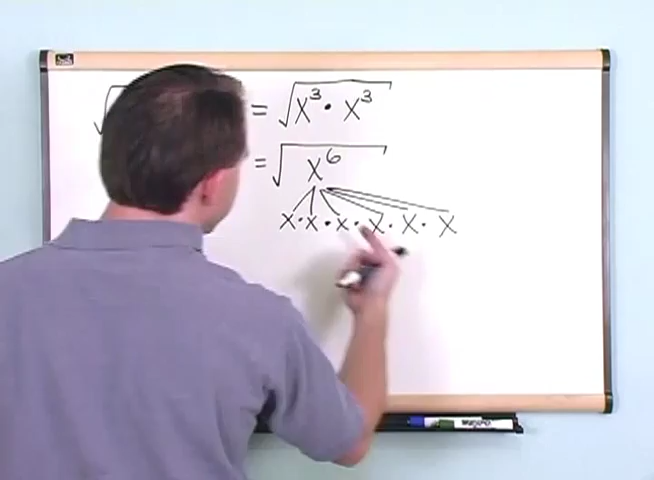 = √x³ · x³
= √x⁶
x · x · x · x · x · x